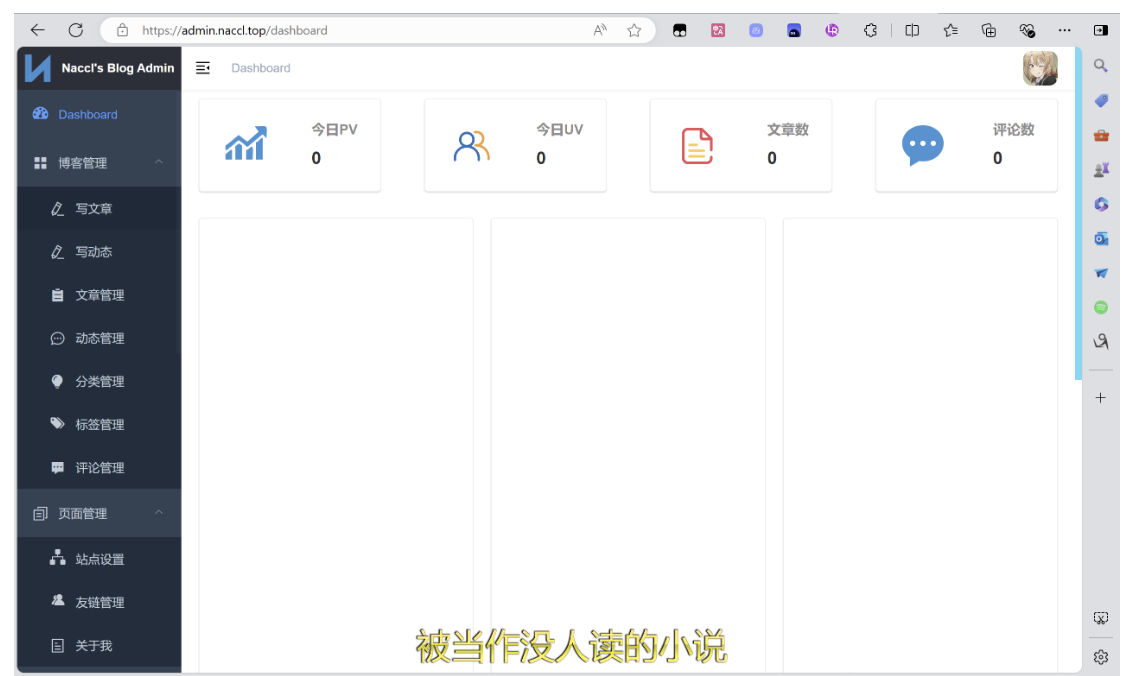 https://admin.naccl.top/dashboard
Naccl's Blog Admin
Dashboard
Dashboard
博客管理
写文章
写动态
文章管理
动态管理
分类管理
标签管理
评论管理
页面管理
站点设置
友链管理
关于我
今日PV
0
今日UV
0
文章数
0
评论数
0
被当作没人读的小说